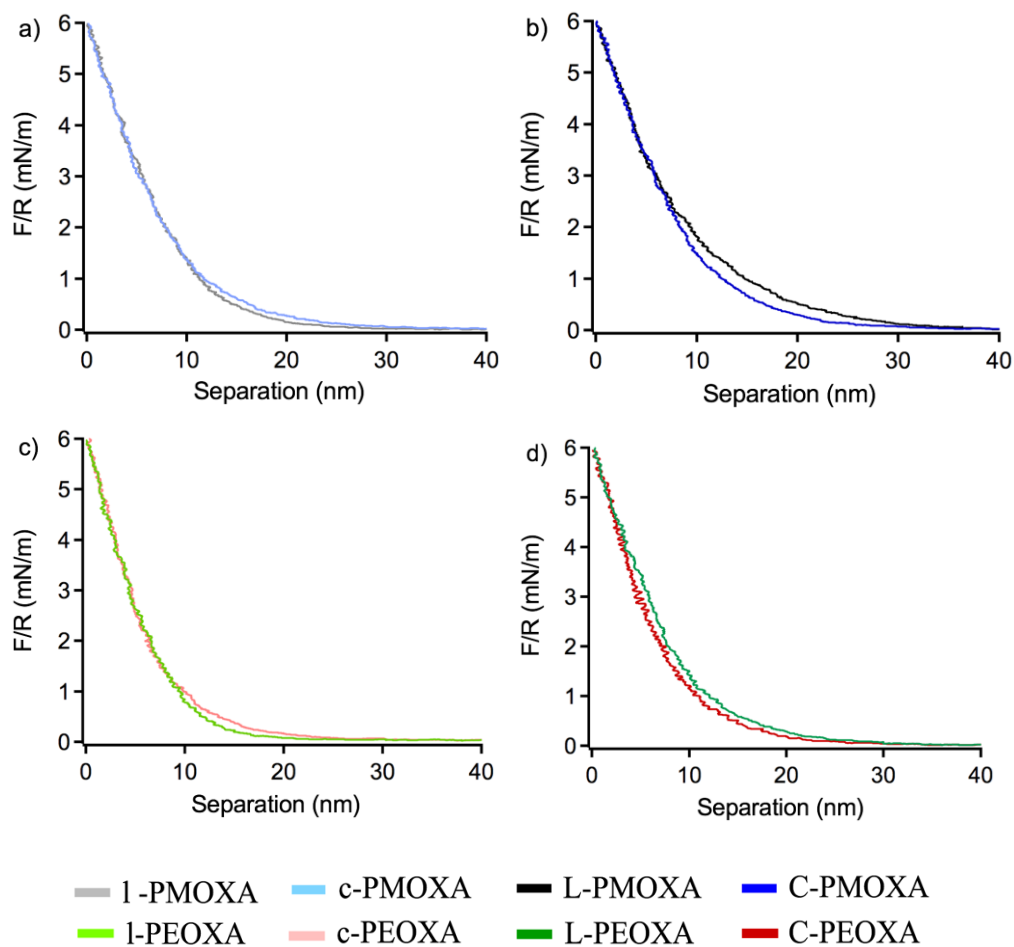 a)
6
5
4
3
2
1
0
F/R (mN/m)
0 10 20 30 40
Separation (nm)
b)
6
5
4
3
2
1
0
F/R (mN/m)
0 10 20 30 40
Separation (nm)
c)
6
5
4
3
2
1
0
F/R (mN/m)
0 10 20 30 40
Separation (nm)
d)
6
5
4
3
2
1
0
F/R (mN/m)
0 10 20 30 40
Separation (nm)
l -PMOXA c-PMOXA L-PMOXA C-PMOXA
l-PEOXA c-PEOXA L-PEOXA C-PEOXA